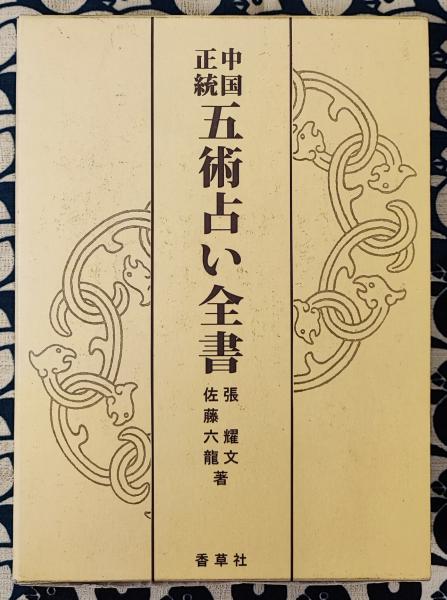 中国
正統
五術占い全書
張耀文
佐藤六龍
著
香草社